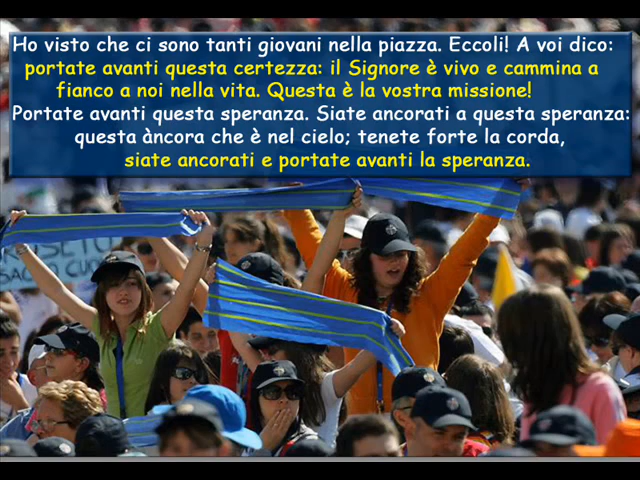 Ho visto che ci sono tanti giovani nella piazza. Eccoli! A voi dico:
portate avanti questa certezza: il Signore è vivo e cammina a
fianco a noi nella vita. Questa è la vostra missione!
Portate avanti questa speranza. Siate ancorati a questa speranza:
questa àncora che è nel cielo; tenete forte la corda,
siate ancorati e portate avanti la speranza.
SACRO CUO